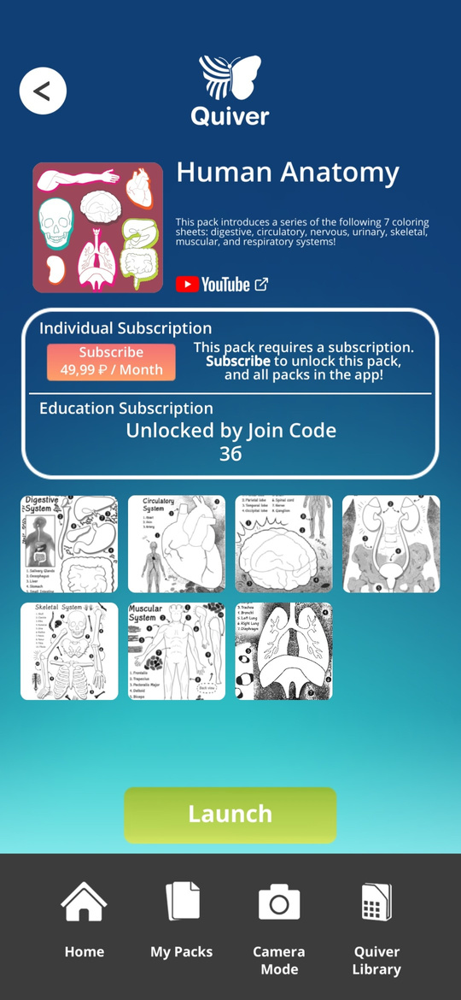 Quiver
Human Anatomy
This pack introduces a series of the following 7 coloring
sheets: digestive, circulatory, nervous, urinary, skeletal,
muscular, and respiratory systems!
YouTube
Individual Subscription
Subscribe
49,99 ₽ / Month
This pack requires a subscription.
Subscribe to unlock this pack,
and all packs in the app!
Education Subscription
Unlocked by Join Code
36
Digestive
System
1. Salivary Glands
2. Oesophagus
3. Liver
4. Stomach
5. Small Intestine
Circulatory
System
1. Heart
2. Vein
3. Artery
3. Parietal lobe
4. Occipital lobe
6. Spinal cord
7. Nerve
8. Ganglion
Skeletal System
Muscular
System
1. Frontalis
2. Trapezius
3. Pectoralis Major
4. Deltoid
5. Biceps
Back view
3. Trachea
4. Bronchi
5. Left Lung
6. Right Lung
7. Diaphragm
Launch
Home
My Packs
Camera
Mode
Quiver
Library